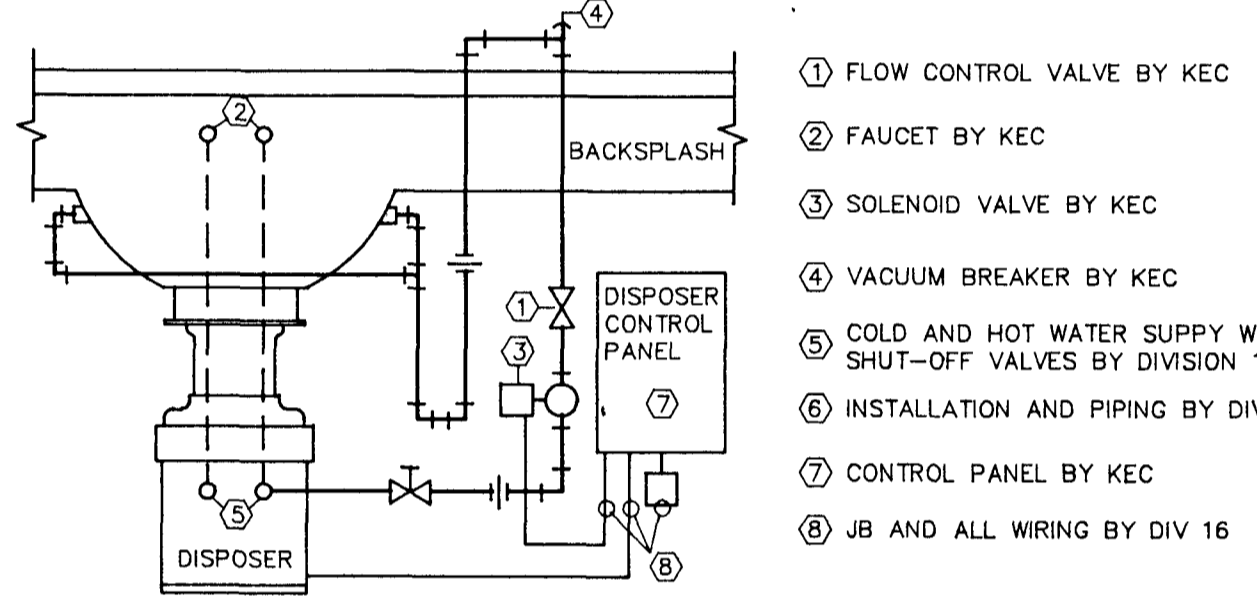 4
2
BACKSPLASH
1
DISPOSER
CONTROL
PANEL
3
7
5
DISPOSER
8
1 FLOW CONTROL VALVE BY KEC
2 FAUCET BY KEC
3 SOLENOID VALVE BY KEC
4 VACUUM BREAKER BY KEC
5 COLD AND HOT WATER SUPPY W
SHUT-OFF VALVES BY DIVISION
6 INSTALLATION AND PIPING BY DIV
7 CONTROL PANEL BY KEC
8 JB AND ALL WIRING BY DIV 16